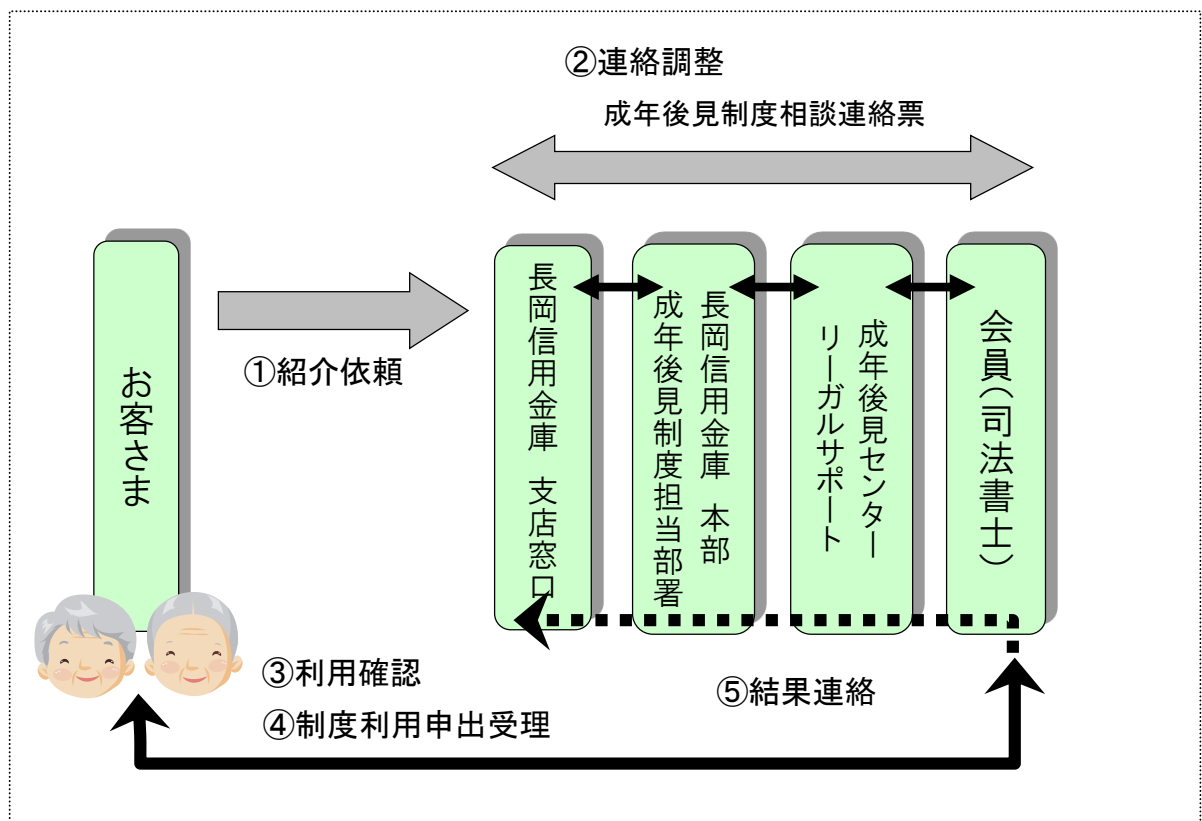 ②連絡調整
成年後見制度相談連絡票
①紹介依頼
お客さま
長岡信用金庫 支店窓口
長岡信用金庫 本部
成年後見制度担当部署
成年後見センター
リーガルサポート
会員(司法書士)
③利用確認
④制度利用申出受理
⑤結果連絡